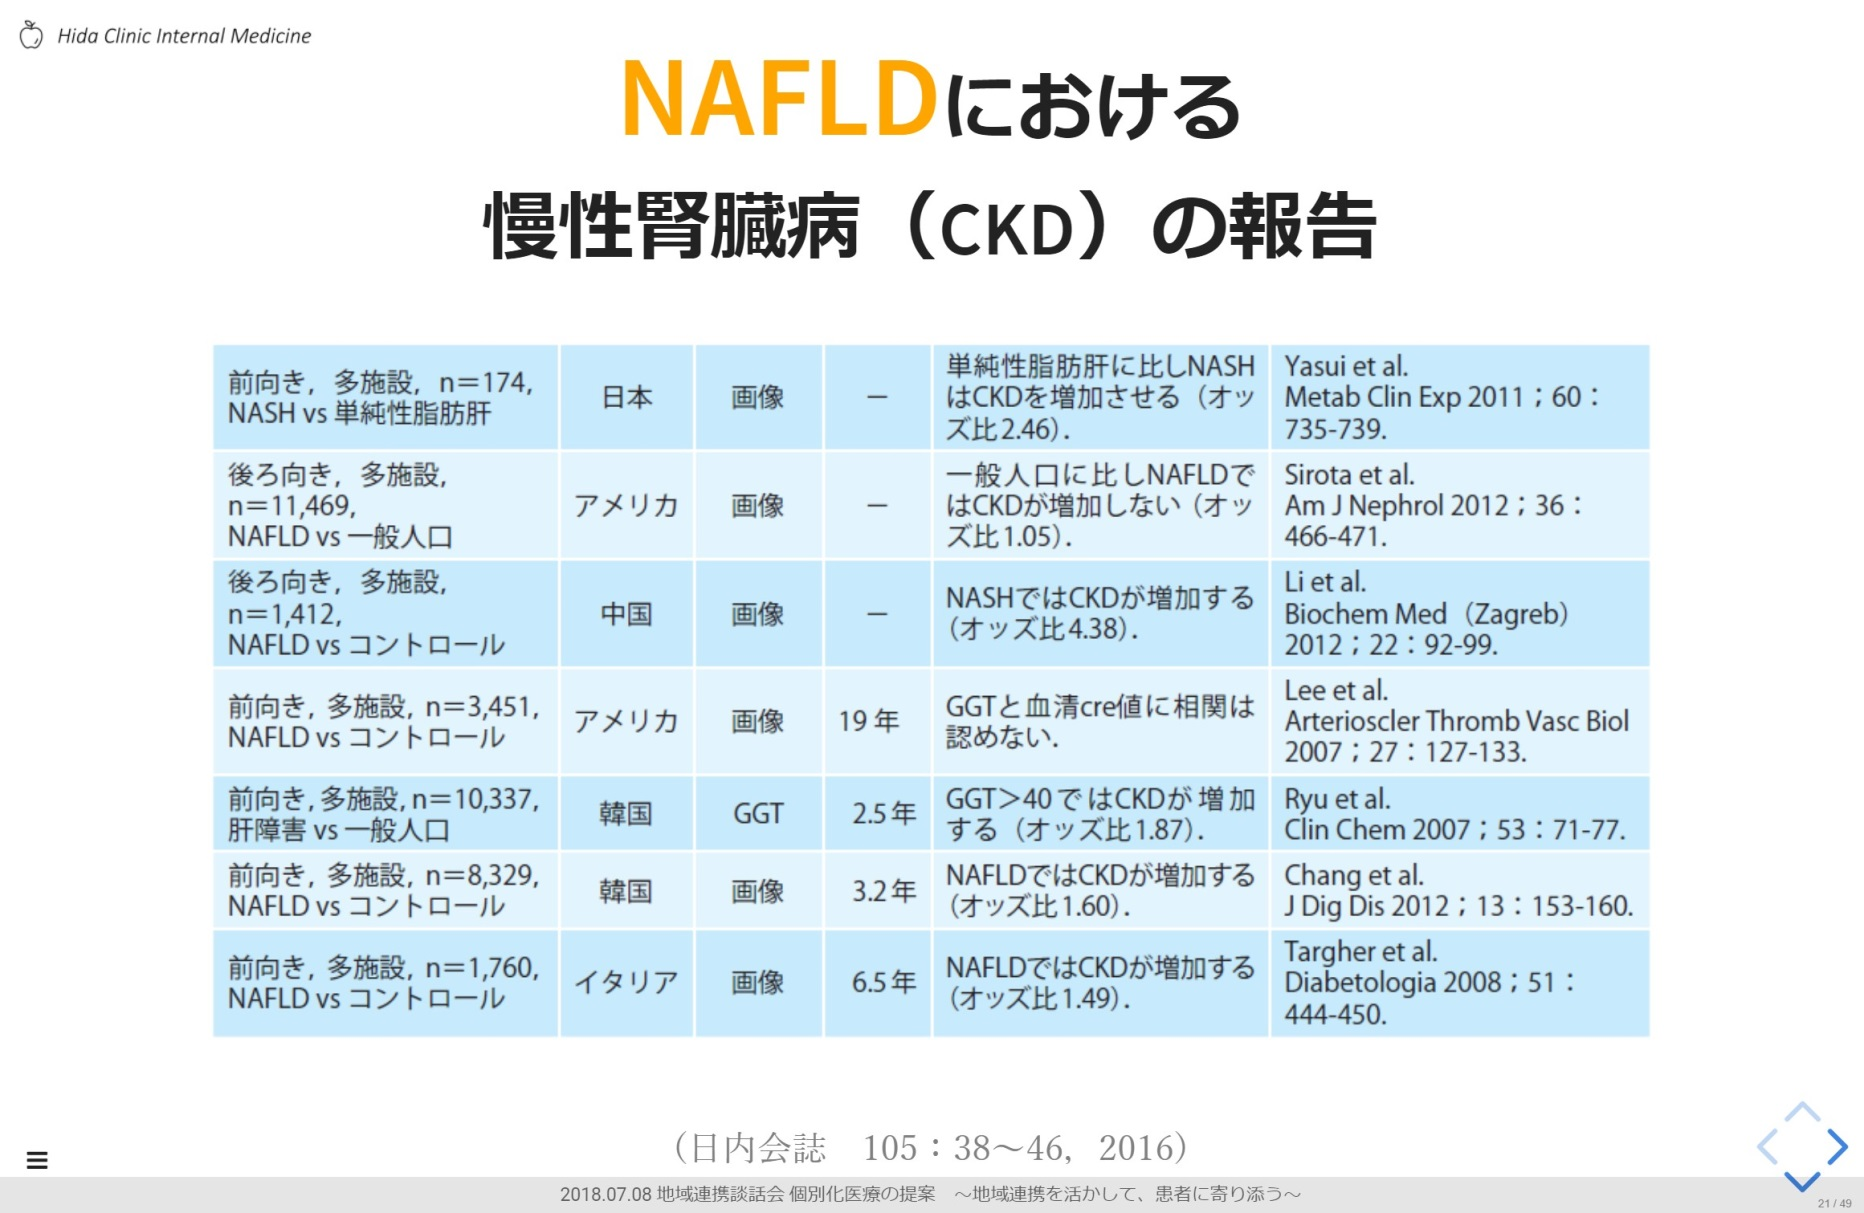 Hida Clinic Internal Medicine
NAFLDにおける
慢性腎臓病（CKD）の報告
前向き，多施設，n＝174,
NASH vs 単純性脂肪肝
日本
画像
－
単純性脂肪肝に比しNASH
はCKDを増加させる（オッ
ズ比2.46）．
Yasui et al.
Metab Clin Exp 2011；60：
735-739.
後ろ向き，多施設，
n＝11,469,
NAFLD vs 一般人口
アメリカ
画像
－
一般人口に比しNAFLDで
はCKDが増加しない（オッ
ズ比1.05）．
Sirota et al.
Am J Nephrol 2012；36：
466-471.
後ろ向き，多施設，
n＝1,412,
NAFLD vs コントロール
中国
画像
－
NASHではCKDが増加する
（オッズ比4.38）．
Li et al.
Biochem Med（Zagreb）
2012；22：92-99.
前向き，多施設，n＝3,451,
NAFLD vs コントロール
アメリカ
画像
19年
GGTと血清cre値に相関は
認めない．
Lee et al.
Arterioscler Thromb Vasc Biol
2007；27：127-133.
前向き，多施設，n＝10,337,
肝障害 vs 一般人口
韓国
GGT
2.5年
GGT＞40ではCKDが増加
する（オッズ比1.87）．
Ryu et al.
Clin Chem 2007；53：71-77.
前向き，多施設，n＝8,329,
NAFLD vs コントロール
韓国
画像
3.2年
NAFLDではCKDが増加する
（オッズ比1.60）．
Chang et al.
J Dig Dis 2012；13：153-160.
前向き，多施設，n＝1,760,
NAFLD vs コントロール
イタリア
画像
6.5年
NAFLDではCKDが増加する
（オッズ比1.49）．
Targher et al.
Diabetologia 2008；51：
444-450.
（日内会誌　105：38～46，2016）
2018.07.08 地域連携談話会 個別化医療の提案　～地域連携を活かして、患者に寄り添う～
21 / 49